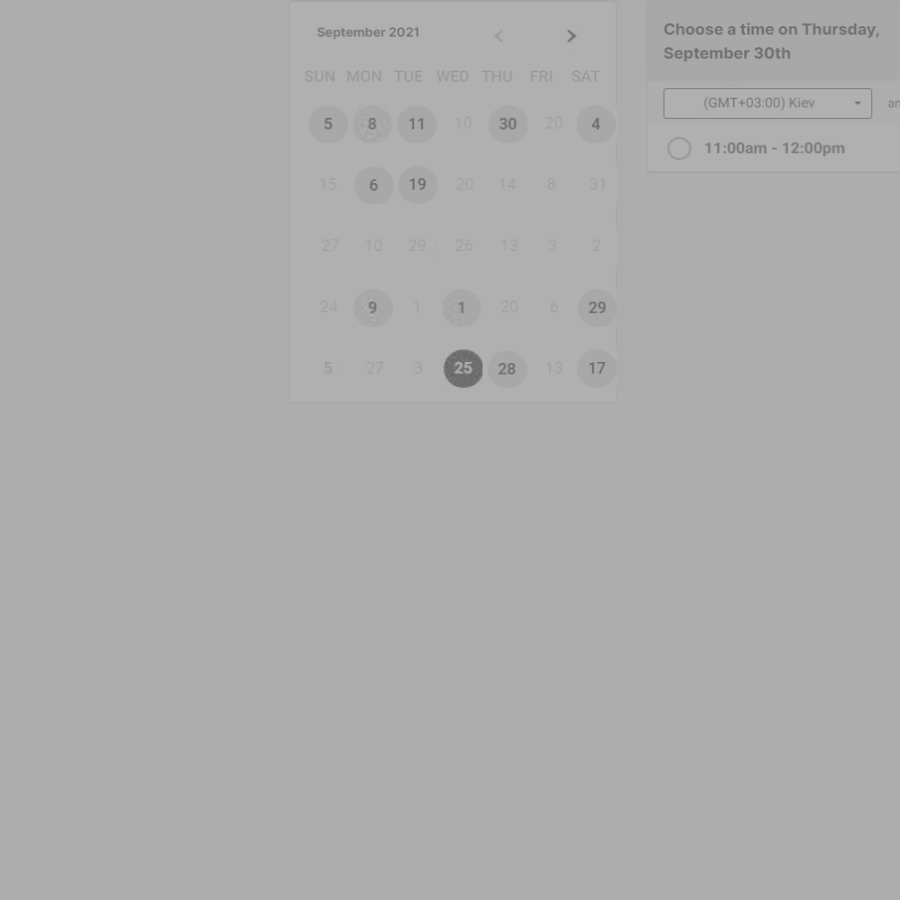 September 2021
SUN MON TUE WED THU FRI SAT
5 8 11 10 30 20 4
15 6 19 20 14 8 31
27 10 29 26 13 3 2
24 9 1 1 20 6 29
5 27 3 25 28 13 17
Choose a time on Thursday,
September 30th
(GMT+03:00) Kiev
11:00am - 12:00pm